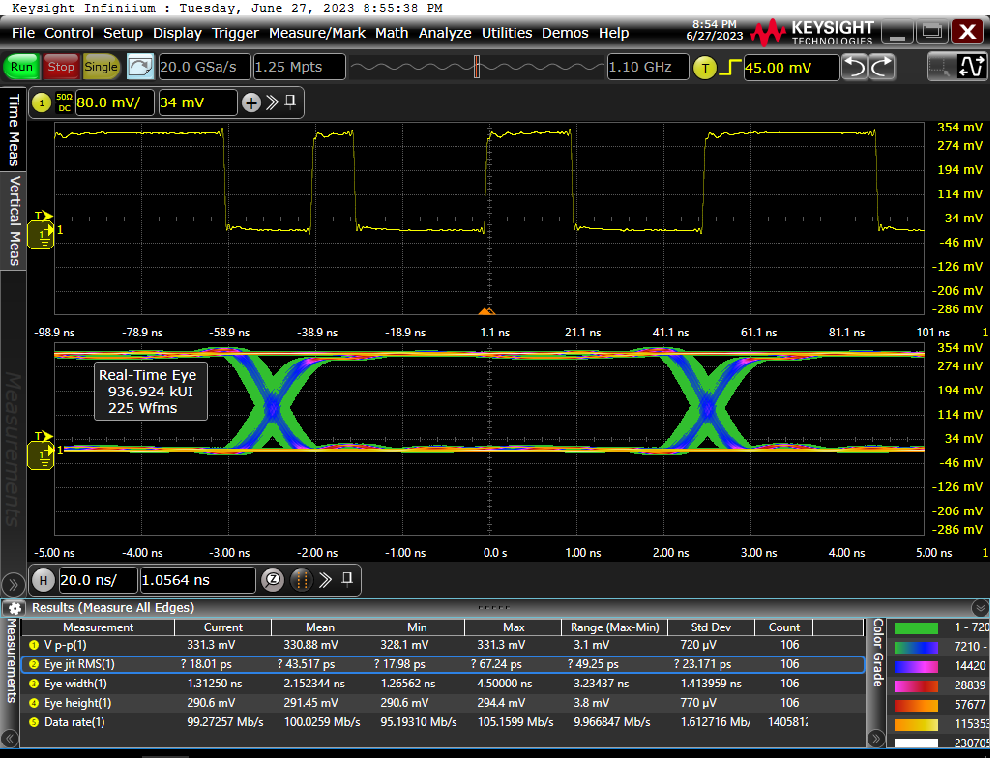 Keysight Infiniium : Tuesday, June 27, 2023 8:55:38 PM
File Control Setup Display Trigger Measure/Mark Math Analyze Utilities Demos Help
8:54 PM
6/27/2023
KEYSIGHT
TECHNOLOGIES
Run Stop Single 20.0 GSa/s 1.25 Mpts 1.10 GHz T 45.00 mV
1 50Ω DC 80.0 mV/ 34 mV
Time Meas
Vertical Meas
354 mV
274 mV
194 mV
114 mV
34 mV
-46 mV
-126 mV
-206 mV
-286 mV
T
1 1
-98.9 ns -78.9 ns -58.9 ns -38.9 ns -18.9 ns 1.1 ns 21.1 ns 41.1 ns 61.1 ns 81.1 ns 101 ns 1
354 mV
274 mV
194 mV
114 mV
34 mV
-46 mV
-126 mV
-206 mV
-286 mV
Real-Time Eye
936.924 kUI
225 Wfms
T
1 1
Measurements
-5.00 ns -4.00 ns -3.00 ns -2.00 ns -1.00 ns 0.0 s 1.00 ns 2.00 ns 3.00 ns 4.00 ns 5.00 ns 1
H 20.0 ns/ 1.0564 ns Z
Results (Measure All Edges)
Measurements
Measurement Current Mean Min Max Range (Max-Min) Std Dev Count
1 V p-p(1) 331.3 mV 330.88 mV 328.1 mV 331.3 mV 3.1 mV 720 µV 106
2 Eye jit RMS(1) ? 18.01 ps ? 43.517 ps ? 17.98 ps ? 67.24 ps ? 49.25 ps ? 23.171 ps 106
3 Eye width(1) 1.31250 ns 2.152344 ns 1.26562 ns 4.50000 ns 3.23437 ns 1.413959 ns 106
4 Eye height(1) 290.6 mV 291.45 mV 290.6 mV 294.4 mV 3.8 mV 770 µV 106
5 Data rate(1) 99.27257 Mb/s 100.0259 Mb/s 95.19310 Mb/s 105.1599 Mb/s 9.966847 Mb/s 1.612716 Mb/ 1405812
Color Grade
1 - 720
7210 -
14420
28839
57677
115353
230705